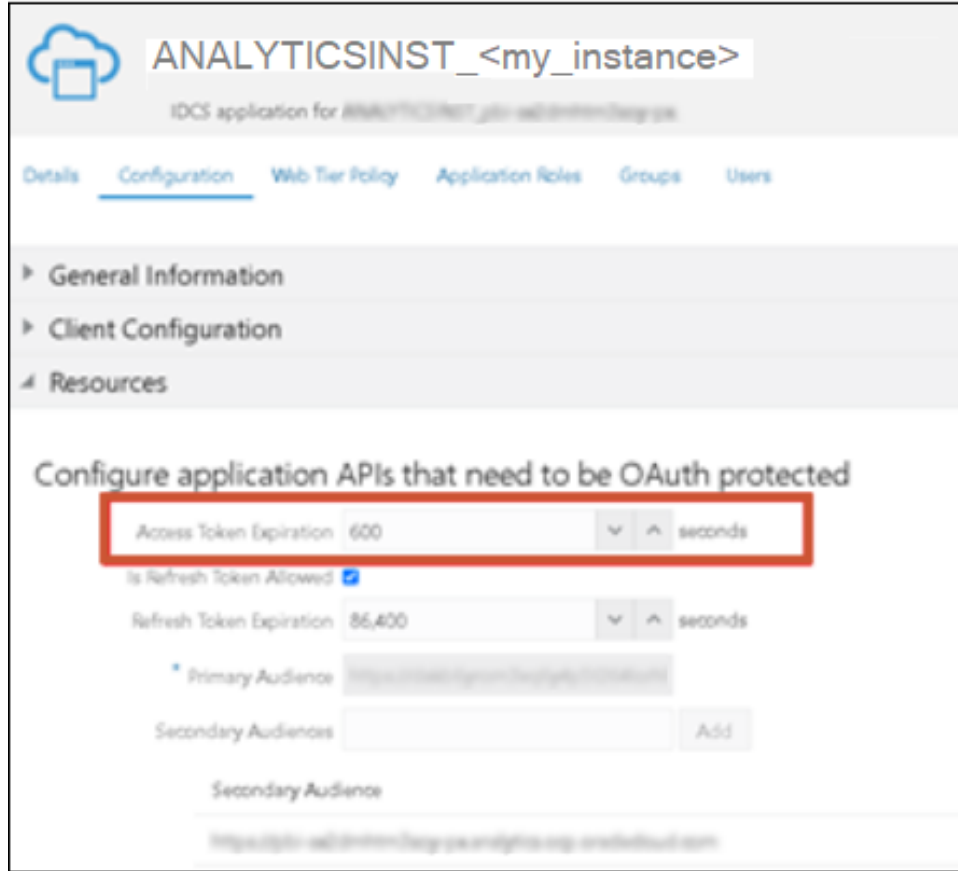 ANALYTICSINST_<my_instance>
IDCS application for
Details Configuration Web Tier Policy Application Roles Groups Users
General Information
Client Configuration
Resources
Configure application APIs that need to be OAuth protected
Access Token Expiration 600 seconds
Is Refresh Token Allowed
Refresh Token Expiration 86,400 seconds
* Primary Audience
Secondary Audiences Add
Secondary Audience